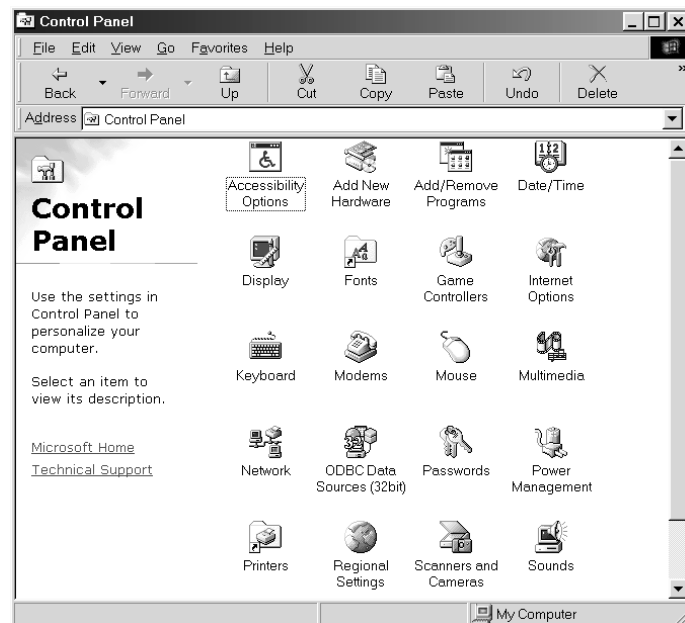 Control Panel
File Edit View Go Favorites Help
Back Forward Up Cut Copy Paste Undo Delete »
Address Control Panel
Control
Panel
Use the settings in
Control Panel to
personalize your
computer.
Select an item to
view its description.
Microsoft Home
Technical Support
Accessibility
Options
Add New
Hardware
Add/Remove
Programs
Date/Time
Display
Fonts
Game
Controllers
Internet
Options
Keyboard
Modems
Mouse
Multimedia
Network
ODBC Data
Sources (32bit)
Passwords
Power
Management
Printers
Regional
Settings
Scanners and
Cameras
Sounds
My Computer